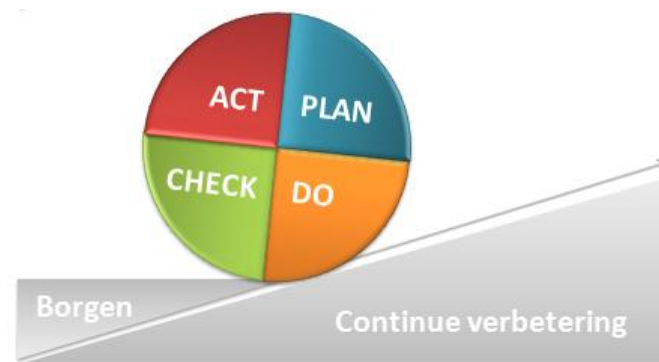 ACT
PLAN
CHECK
DO
Borgen
Continue verbetering